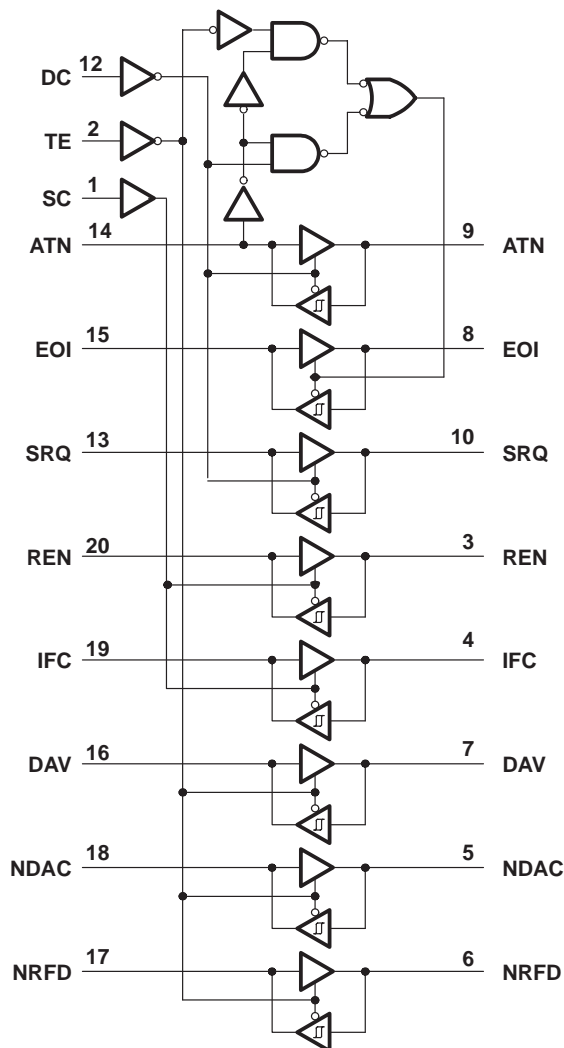 DC 12
TE 2
SC 1
ATN 14 9 ATN
EOI 15 8 EOI
SRQ 13 10 SRQ
REN 20 3 REN
IFC 19 4 IFC
DAV 16 7 DAV
NDAC 18 5 NDAC
NRFD 17 6 NRFD